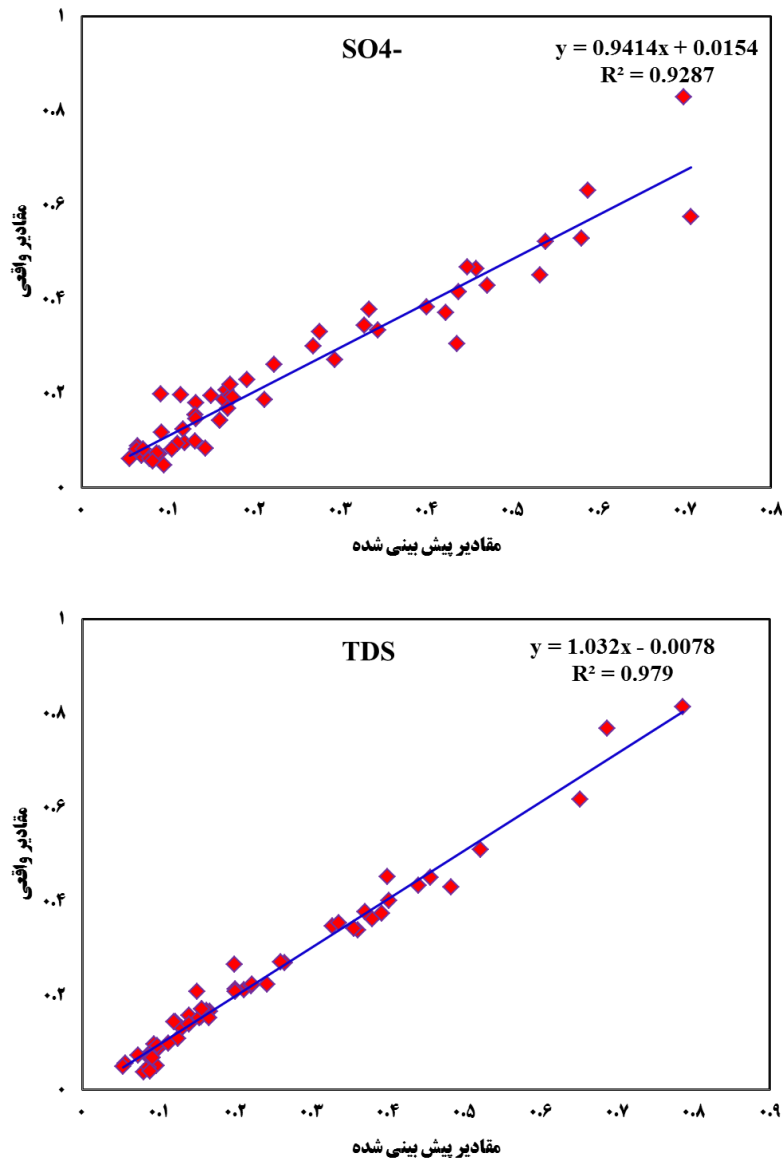 SO4-
y = 0.9414x + 0.0154
R² = 0.9287
۱
۰.۸
۰.۶
۰.۴
۰.۲
۰
مقادیر واقعی
۰ ۰.۱ ۰.۲ ۰.۳ ۰.۴ ۰.۵ ۰.۶ ۰.۷ ۰.۸
مقادیر پیش بینی شده
TDS
y = 1.032x - 0.0078
R² = 0.979
۱
۰.۸
۰.۶
۰.۴
۰.۲
۰
مقادیر واقعی
۰ ۰.۱ ۰.۲ ۰.۳ ۰.۴ ۰.۵ ۰.۶ ۰.۷ ۰.۸ ۰.۹
مقادیر پیش بینی شده